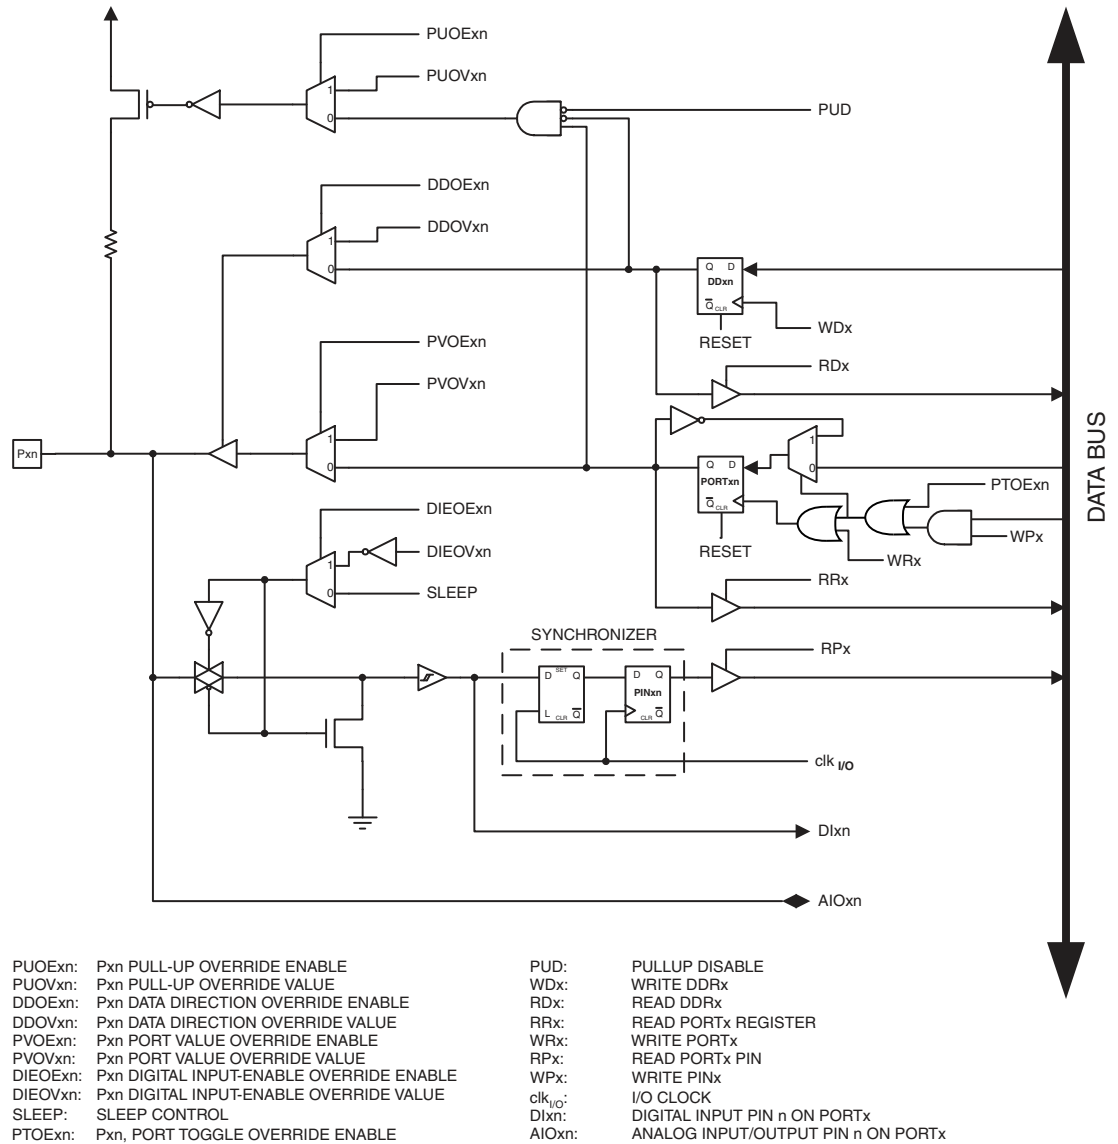 PUOExn
PUOVxn
1
0
PUD
DDOExn
DDOVxn
1
0
Q D
DDxn
Q CLR
WDx
RESET
RDx
PVOExn
PVOVxn
1
0
Pxn
1
0
Q D
PORTxn
Q CLR
PTOExn
WPx
RESET
WRx
RRx
DATA BUS
DIEOExn
DIEOVxn
1
0
SLEEP
SYNCHRONIZER
RPx
D SET Q
L CLR Q
D Q
PINxn
CLR Q
clk I/O
DIxn
AIOxn
PUOExn: Pxn PULL-UP OVERRIDE ENABLE
PUOVxn: Pxn PULL-UP OVERRIDE VALUE
DDOExn: Pxn DATA DIRECTION OVERRIDE ENABLE
DDOVxn: Pxn DATA DIRECTION OVERRIDE VALUE
PVOExn: Pxn PORT VALUE OVERRIDE ENABLE
PVOVxn: Pxn PORT VALUE OVERRIDE VALUE
DIEOExn: Pxn DIGITAL INPUT-ENABLE OVERRIDE ENABLE
DIEOVxn: Pxn DIGITAL INPUT-ENABLE OVERRIDE VALUE
SLEEP: SLEEP CONTROL
PTOExn: Pxn, PORT TOGGLE OVERRIDE ENABLE
PUD: PULLUP DISABLE
WDx: WRITE DDRx
RDx: READ DDRx
RRx: READ PORTx REGISTER
WRx: WRITE PORTx
RPx: READ PORTx PIN
WPx: WRITE PINx
clk I/O: I/O CLOCK
DIxn: DIGITAL INPUT PIN n ON PORTx
AIOxn: ANALOG INPUT/OUTPUT PIN n ON PORTx